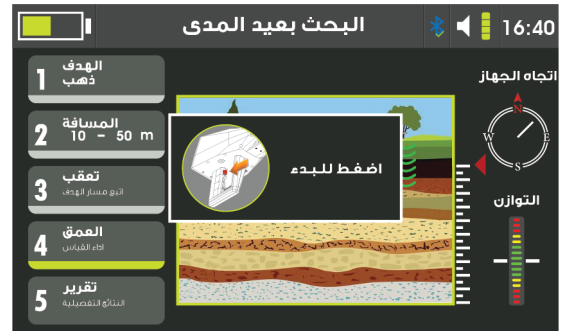 البحث بعيد المدى
16:40
1
الهدف
ذهب
2
المسافة
10 - 50 m
3
تعقب
اتبع مسار الهدف
4
العمق
اداء القياس
5
تقرير
النتائج التفصيلية
اضغط للبدء
اتجاه الجهاز
N
W
E
S
التوازن